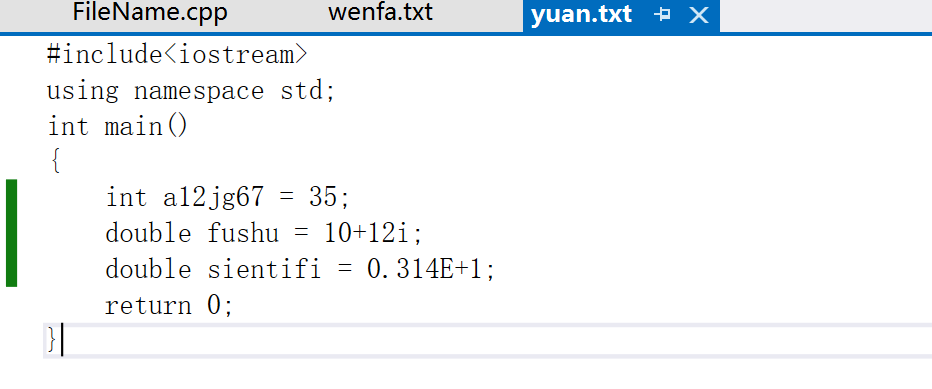 FileName.cpp wenfa.txt yuan.txt
#include<iostream>
using namespace std;
int main()
{
    int a12jg67 = 35;
    double fushu = 10+12i;
    double sientifi = 0.314E+1;
    return 0;
}